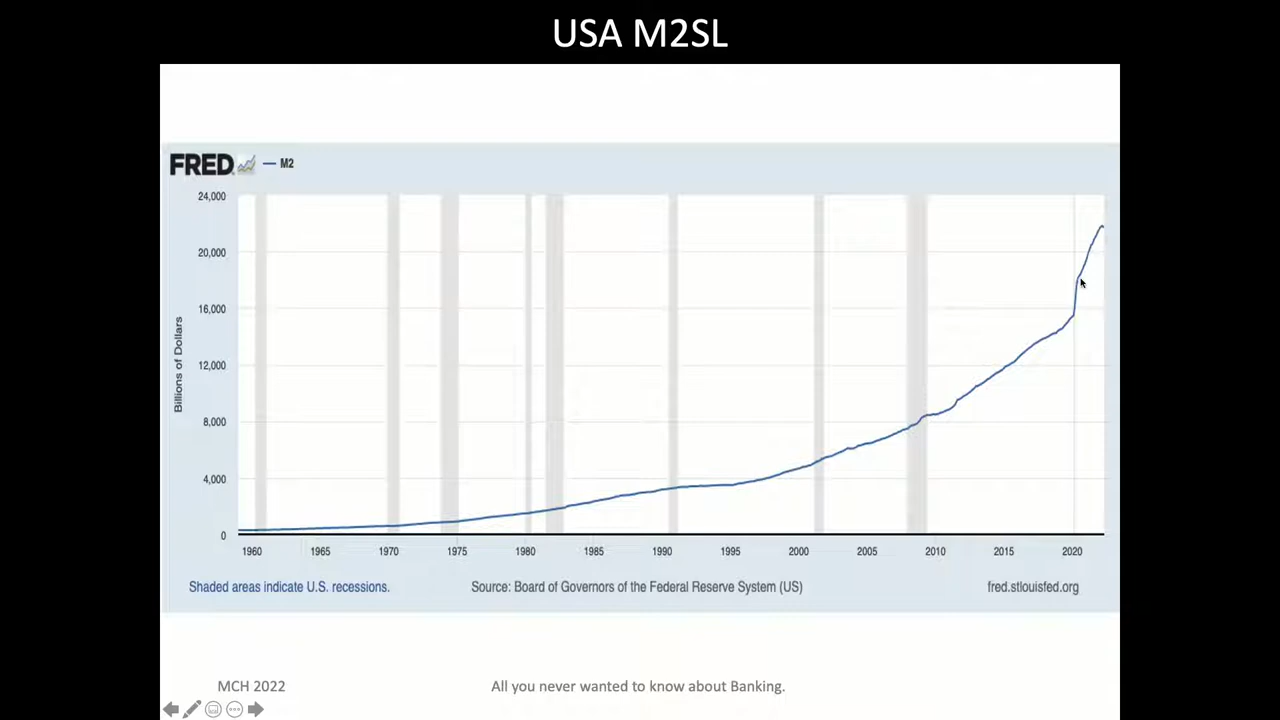 USA M2SL
FRED
M2
24,000
20,000
16,000
12,000
8,000
4,000
0
Billions of Dollars
1960 1965 1970 1975 1980 1985 1990 1995 2000 2005 2010 2015 2020
Shaded areas indicate U.S. recessions. Source: Board of Governors of the Federal Reserve System (US) fred.stlouisfed.org
MCH 2022 All you never wanted to know about Banking.